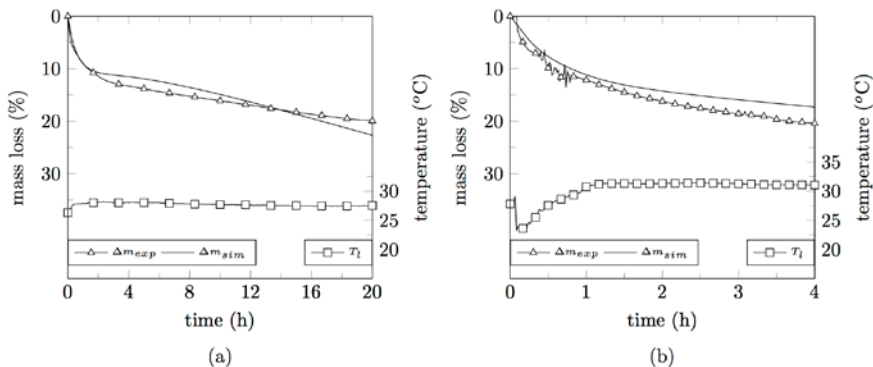 0
10
20
30
mass loss (%)
30
25
20
temperature (°C)
Δm_exp Δm_sim T_l
0 4 8 12 16 20
time (h)
(a)
0
10
20
30
mass loss (%)
35
30
25
20
temperature (°C)
Δm_exp Δm_sim T_l
0 1 2 3 4
time (h)
(b)